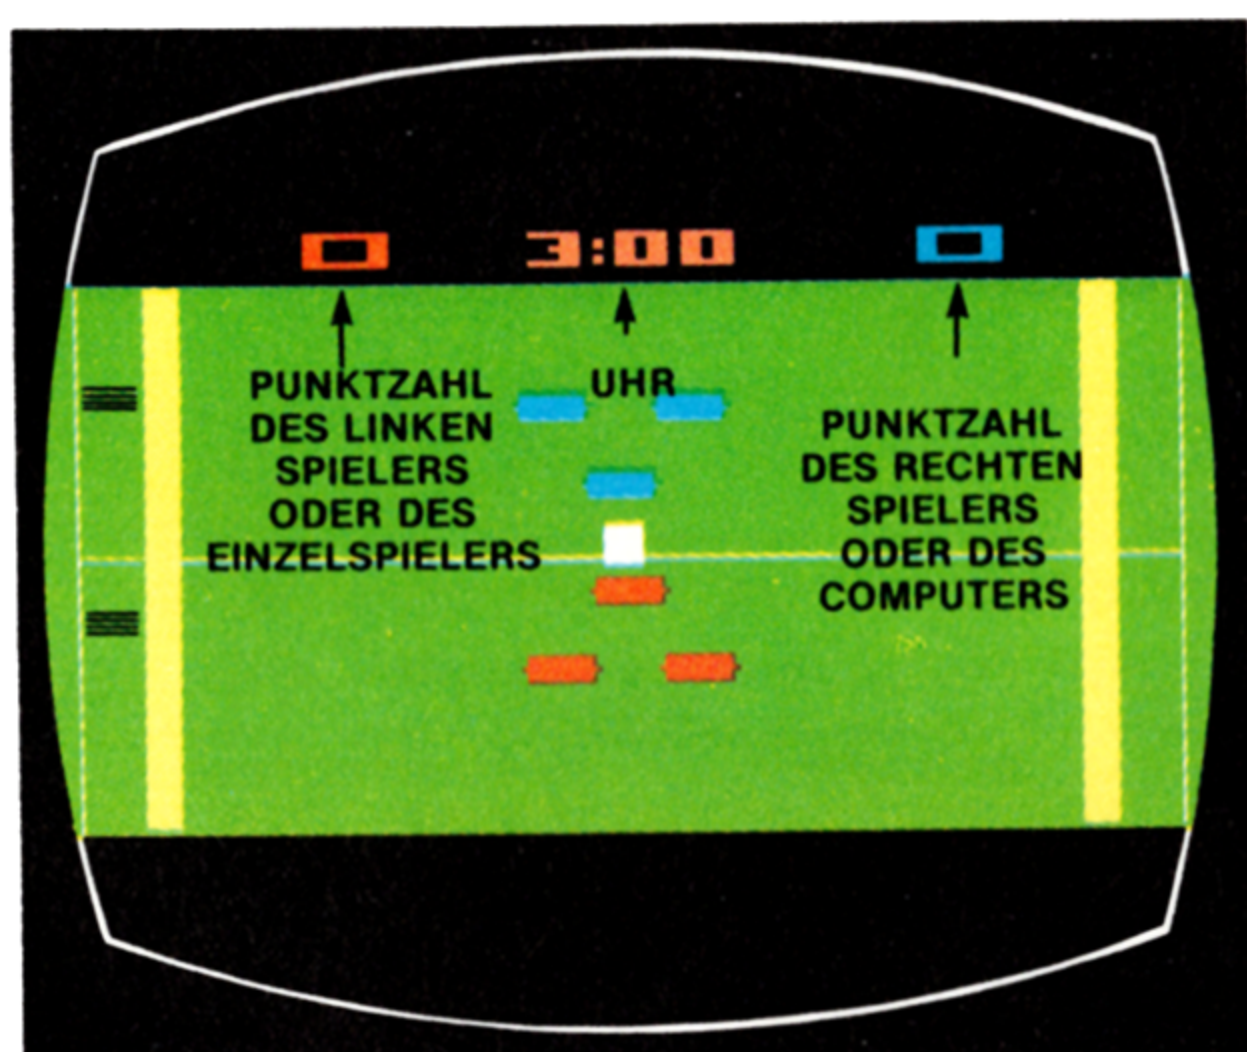 0 3:00 0
PUNKTZAHL
DES LINKEN
SPIELERS
ODER DES
EINZELSPIELERS
UHR
PUNKTZAHL
DES RECHTEN
SPIELERS
ODER DES
COMPUTERS